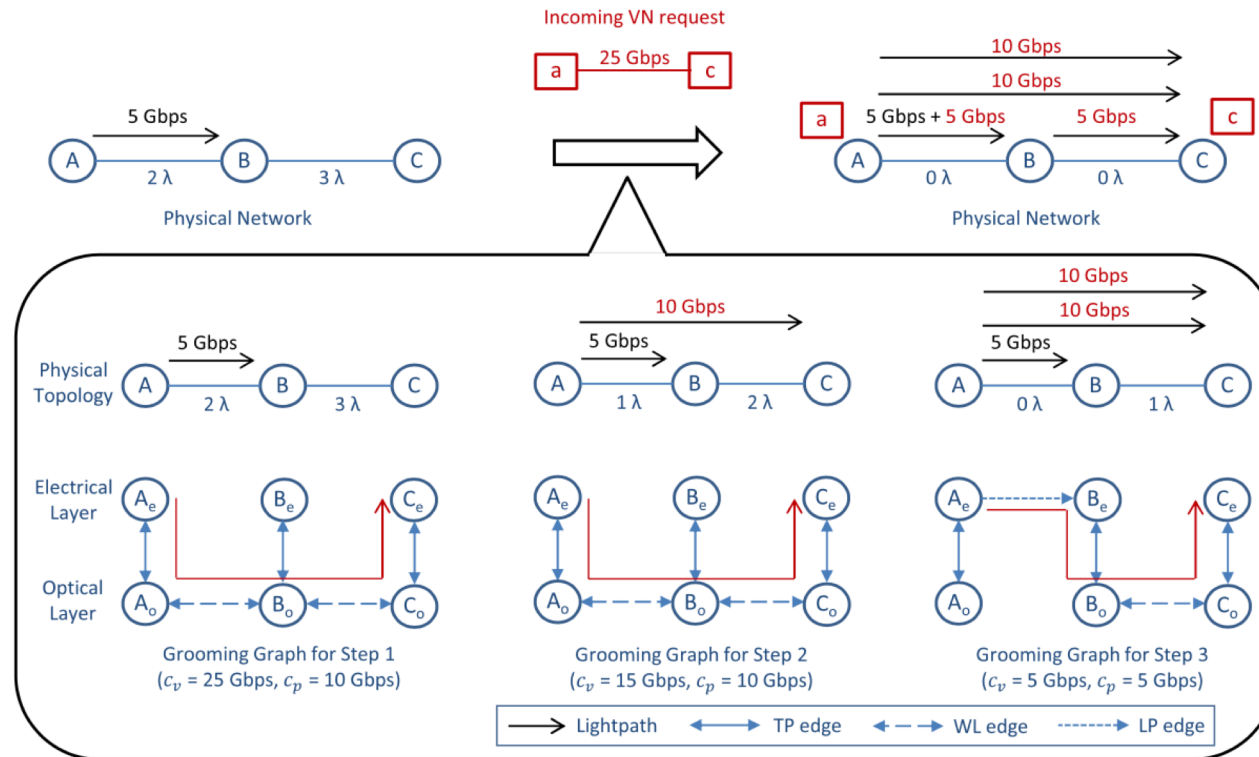 Incoming VN request
a
25 Gbps
c
5 Gbps
A
B
C
2 λ
3 λ
Physical Network
10 Gbps
10 Gbps
a
5 Gbps + 5 Gbps
5 Gbps
c
A
B
C
0 λ
0 λ
Physical Network
Physical
Topology
5 Gbps
A
B
C
2 λ
3 λ
10 Gbps
5 Gbps
A
B
C
1 λ
2 λ
10 Gbps
10 Gbps
5 Gbps
A
B
C
0 λ
1 λ
Electrical
Layer
Optical
Layer
Aₑ
Bₑ
Cₑ
Aₒ
Bₒ
Cₒ
Grooming Graph for Step 1
(cᵥ = 25 Gbps, cₚ = 10 Gbps)
Aₑ
Bₑ
Cₑ
Aₒ
Bₒ
Cₒ
Grooming Graph for Step 2
(cᵥ = 15 Gbps, cₚ = 10 Gbps)
Aₑ
Bₑ
Cₑ
Aₒ
Bₒ
Cₒ
Grooming Graph for Step 3
(cᵥ = 5 Gbps, cₚ = 5 Gbps)
Lightpath
TP edge
WL edge
LP edge